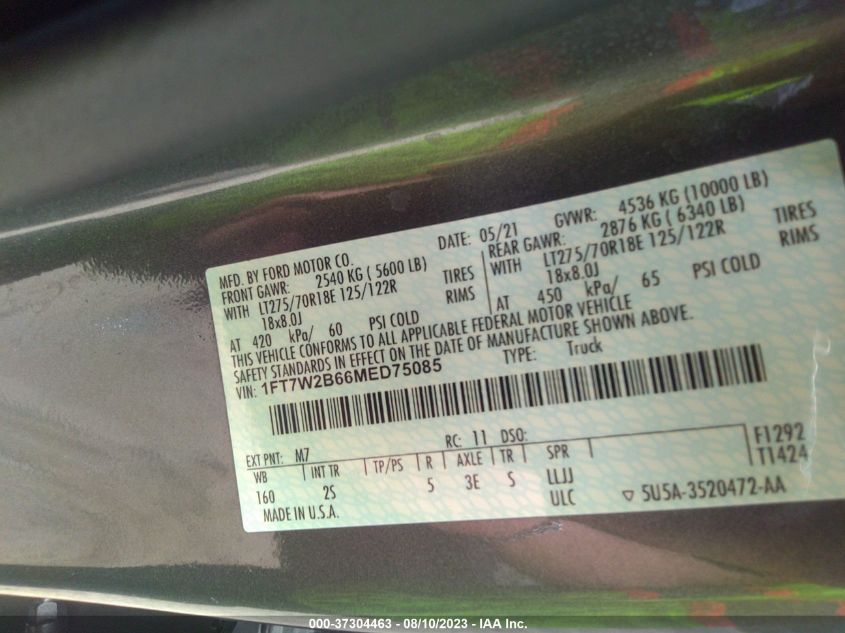 MFD. BY FORD MOTOR CO.
DATE: 05/21 GVWR: 4536 KG (10000 LB)
FRONT GAWR: 2540 KG ( 5600 LB) REAR GAWR: 2876 KG ( 6340 LB)
WITH LT275/70R18E 125/122R TIRES WITH LT275/70R18E 125/122R TIRES
18x8.0J RIMS 18x8.0J RIMS
AT 420 kPa/ 60 PSI COLD AT 450 kPa/ 65 PSI COLD
THIS VEHICLE CONFORMS TO ALL APPLICABLE FEDERAL MOTOR VEHICLE
SAFETY STANDARDS IN EFFECT ON THE DATE OF MANUFACTURE SHOWN ABOVE.
VIN: 1FT7W2B66MED75085 TYPE: Truck
EXT PNT: M7 RC: 11 DSO:
WB INT TR TP/PS R AXLE TR SPR F1292
160 2S 5 3E S LLJJ T1424
MADE IN U.S.A. ULC ▽ 5U5A-3520472-AA
000-37304463 - 08/10/2023 - IAA Inc.